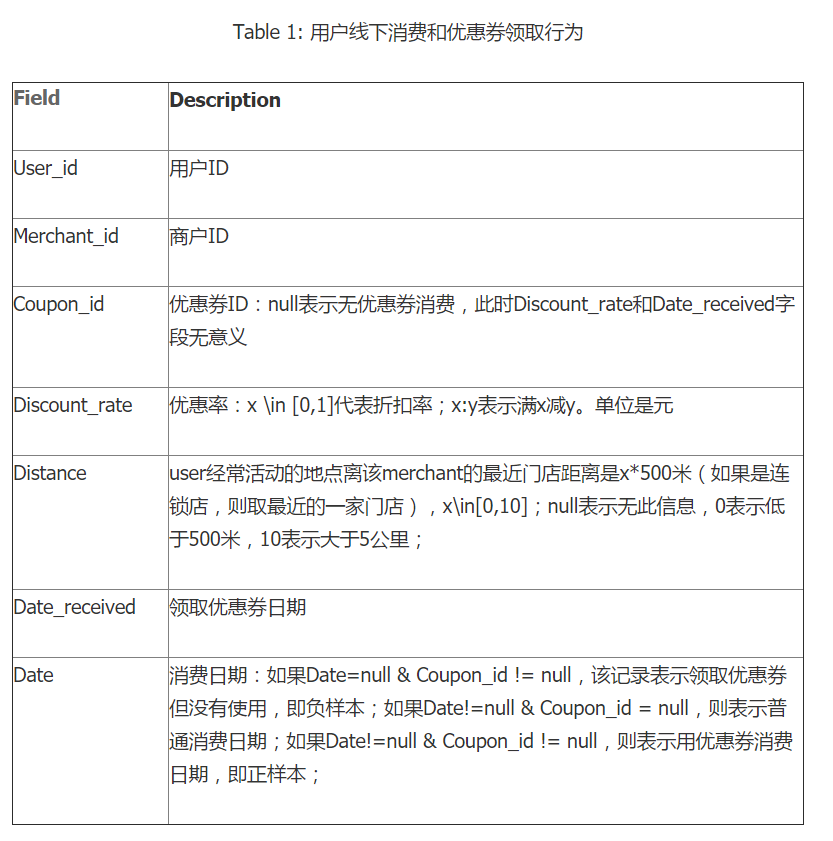 Table 1: 用户线下消费和优惠券领取行为
Field
Description
User_id
用户ID
Merchant_id
商户ID
Coupon_id
优惠券ID：null表示无优惠券消费，此时Discount_rate和Date_received字
段无意义
Discount_rate
优惠率：x \in [0,1]代表折扣率；x:y表示满x减y。单位是元
Distance
user经常活动的地点离该merchant的最近门店距离是x*500米（如果是连
锁店，则取最近的一家门店），x\in[0,10]；null表示无此信息，0表示低
于500米，10表示大于5公里；
Date_received
领取优惠券日期
Date
消费日期：如果Date=null & Coupon_id != null，该记录表示领取优惠券
但没有使用，即负样本；如果Date!=null & Coupon_id = null，则表示普
通消费日期；如果Date!=null & Coupon_id != null，则表示用优惠券消费
日期，即正样本；